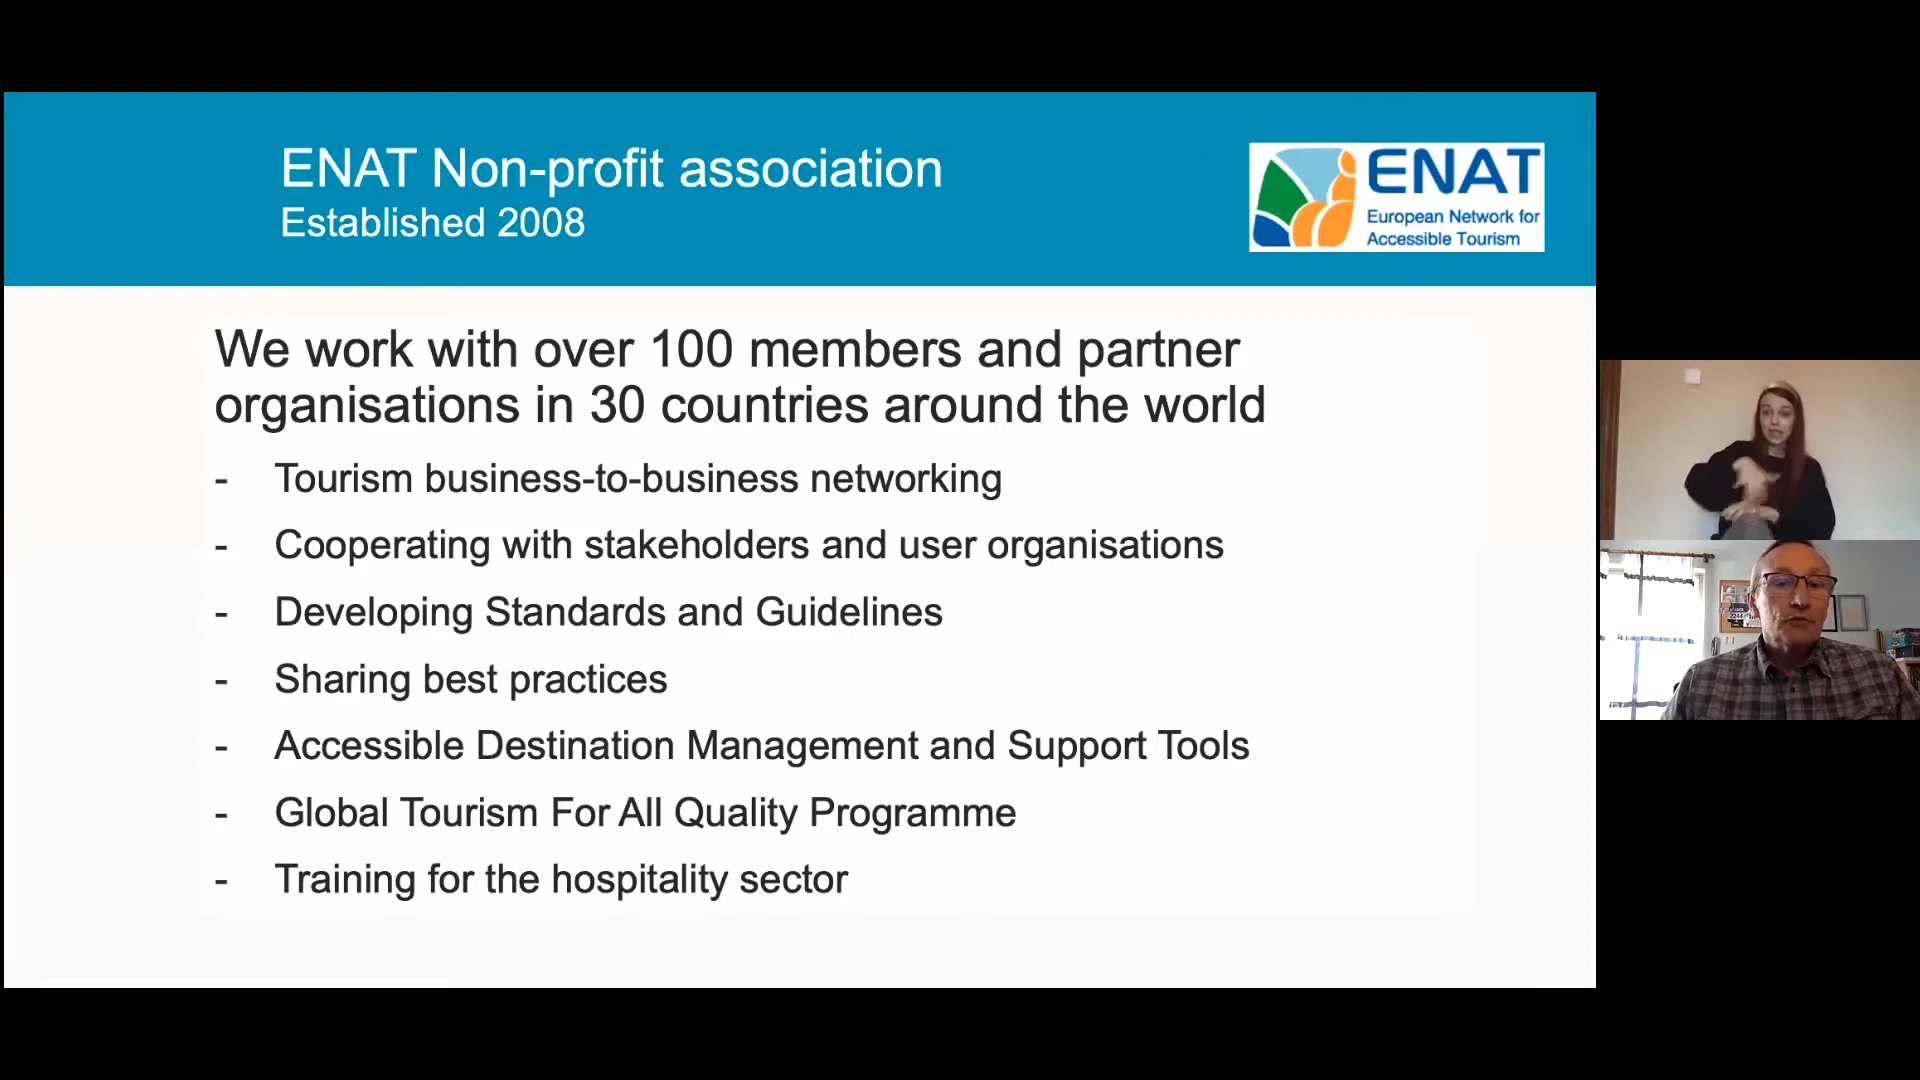 ENAT Non-profit association
Established 2008
ENAT
European Network for
Accessible Tourism
We work with over 100 members and partner
organisations in 30 countries around the world
- Tourism business-to-business networking
- Cooperating with stakeholders and user organisations
- Developing Standards and Guidelines
- Sharing best practices
- Accessible Destination Management and Support Tools
- Global Tourism For All Quality Programme
- Training for the hospitality sector